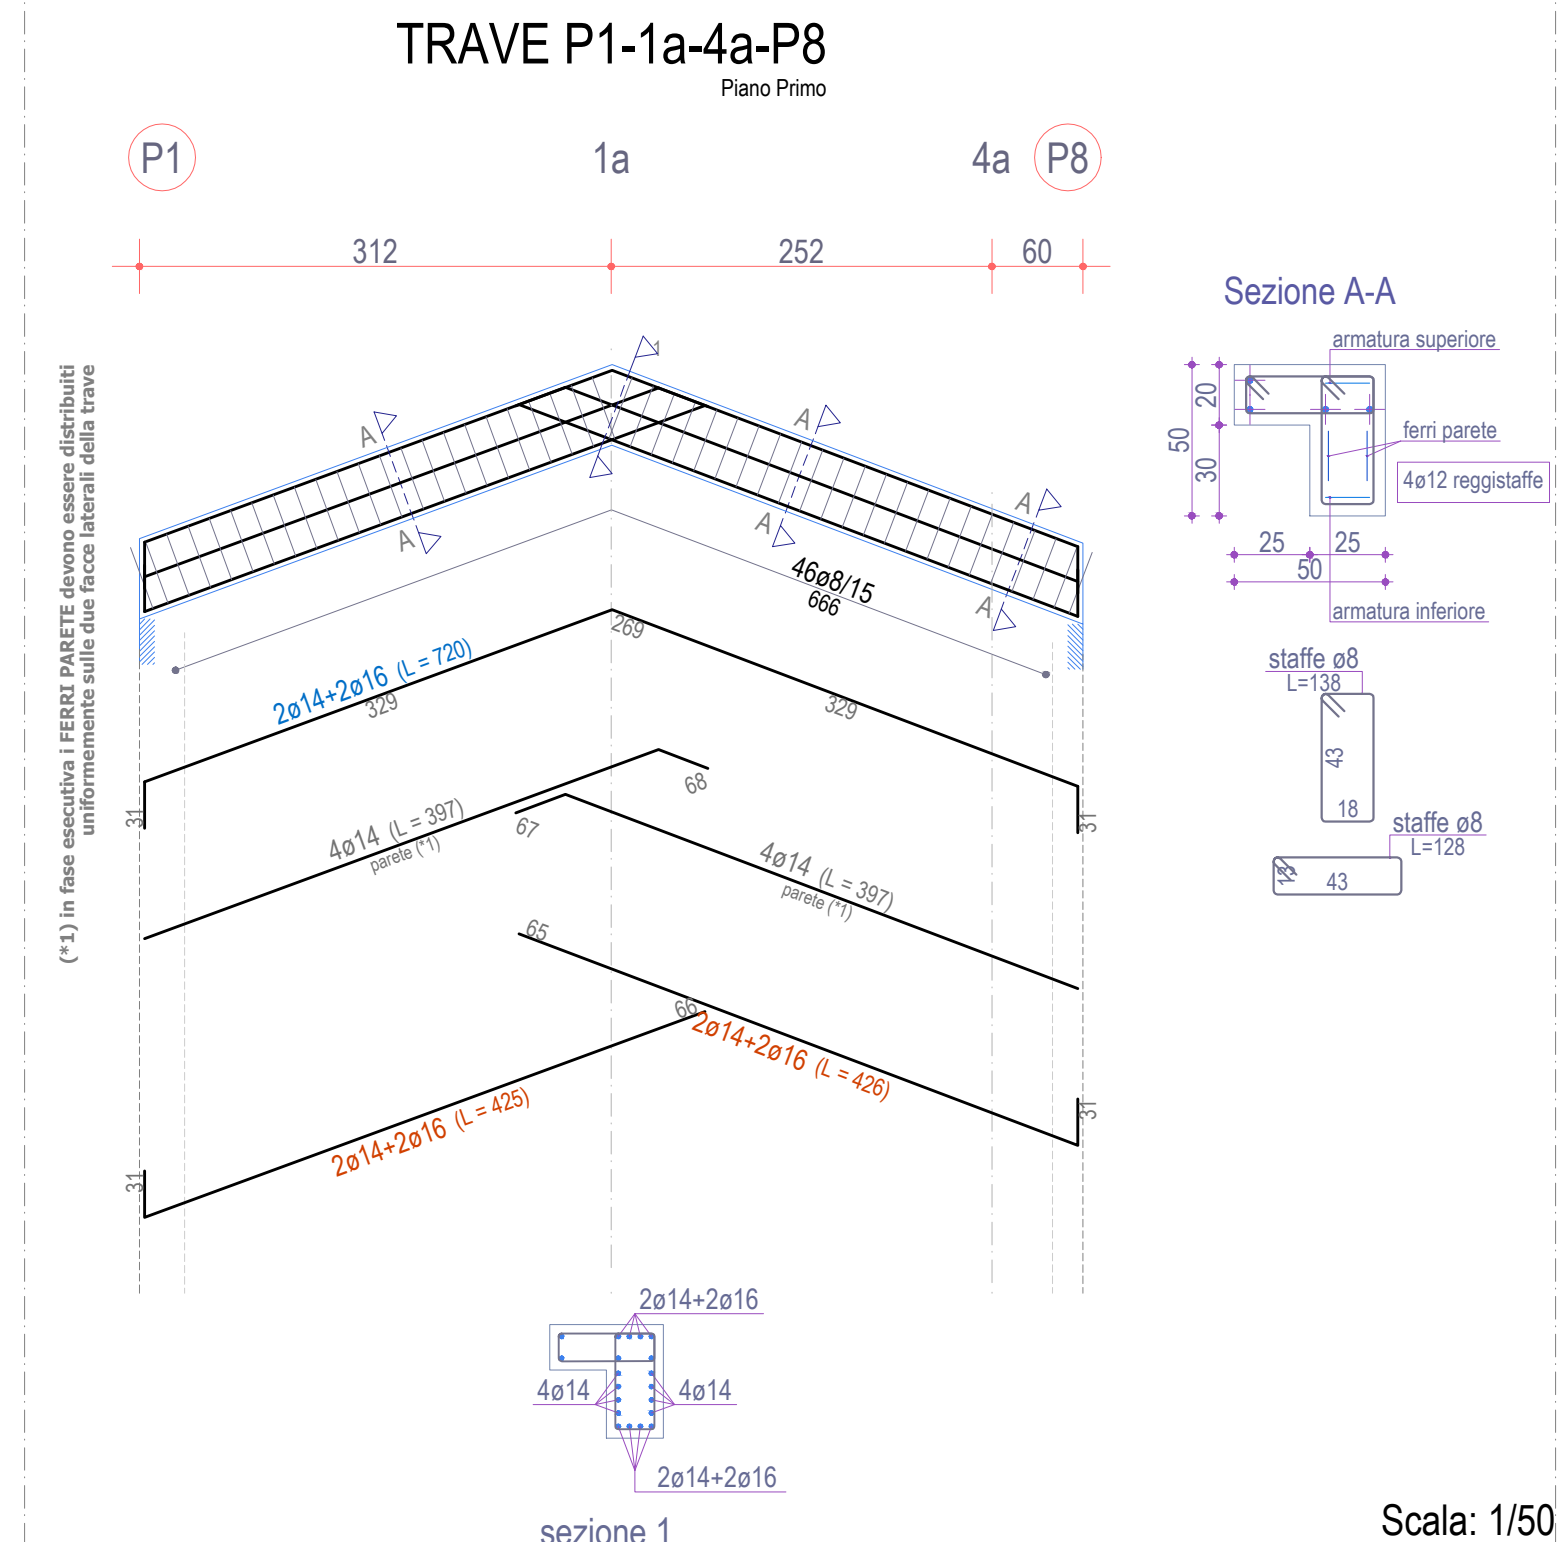 TRAVE P1-1a-4a-P8
Piano Primo
P1
1a
4a
P8
312
252
60
(*1) in fase esecutiva i FERRI PARETE devono essere distribuiti
uniformemente sulle due facce laterali della trave
1
A
A
A
A
A
A
46ø8/15
666
269
2ø14+2ø16 (L = 720)
329
329
31
31
68
4ø14 (L = 397)
parete (*1)
67
4ø14 (L = 397)
parete (*1)
65
66
2ø14+2ø16 (L = 426)
31
2ø14+2ø16 (L = 425)
31
Sezione A-A
armatura superiore
20
50
30
ferri parete
4ø12 reggistaffe
25
25
50
armatura inferiore
staffe ø8
L=138
43
18
staffe ø8
L=128
13
43
2ø14+2ø16
4ø14
4ø14
2ø14+2ø16
sezione 1
Scala: 1/50